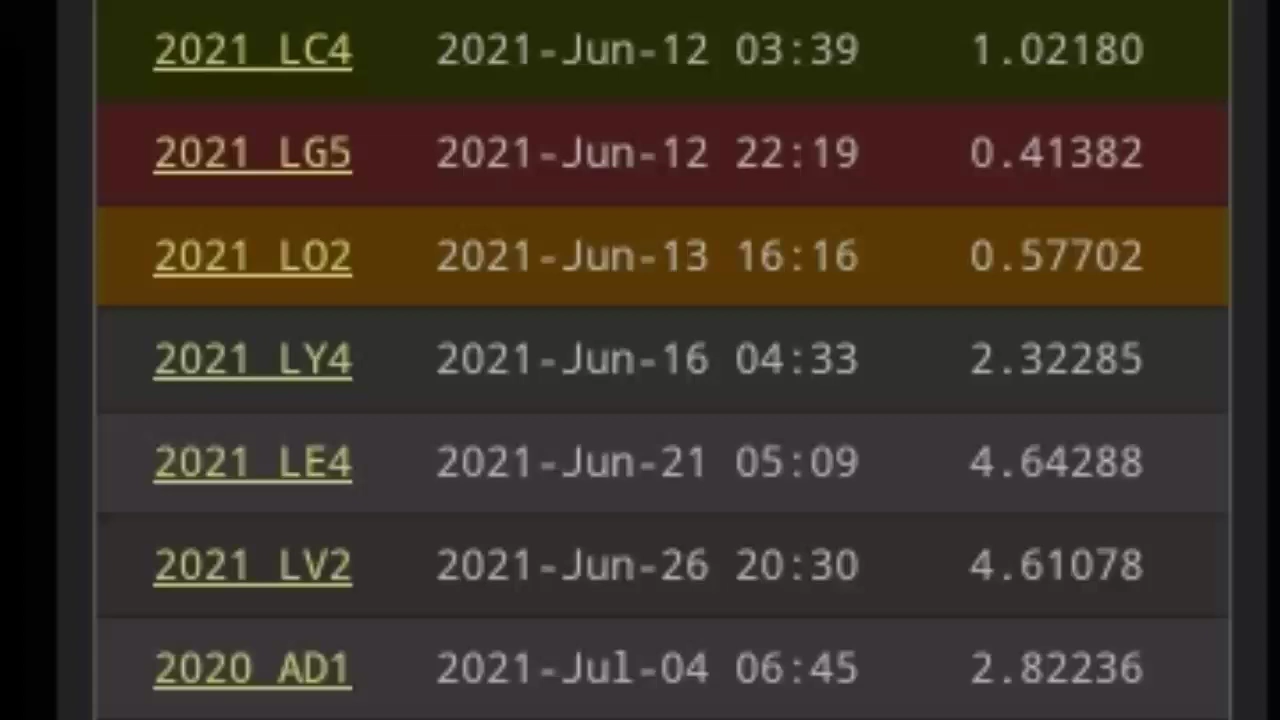 2021 LC4 2021-Jun-12 03:39 1.02180
2021 LG5 2021-Jun-12 22:19 0.41382
2021 LO2 2021-Jun-13 16:16 0.57702
2021 LY4 2021-Jun-16 04:33 2.32285
2021 LE4 2021-Jun-21 05:09 4.64288
2021 LV2 2021-Jun-26 20:30 4.61078
2020 AD1 2021-Jul-04 06:45 2.82236